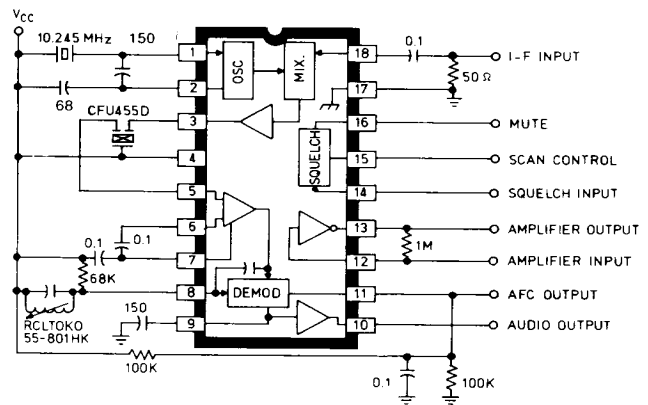 VCC
10.245 MHz
150
68
CFU455D
0.1
0.1
68K
RCLTOKO
55-801HK
150
100K
1
2
3
4
5
6
7
8
9
OSC
MIX.
SQUELCH
DEMOD
18
17
16
15
14
13
12
11
10
0.1
I-F INPUT
50Ω
MUTE
SCAN CONTROL
SQUELCH INPUT
AMPLIFIER OUTPUT
1M
AMPLIFIER INPUT
AFC OUTPUT
AUDIO OUTPUT
0.1
100K